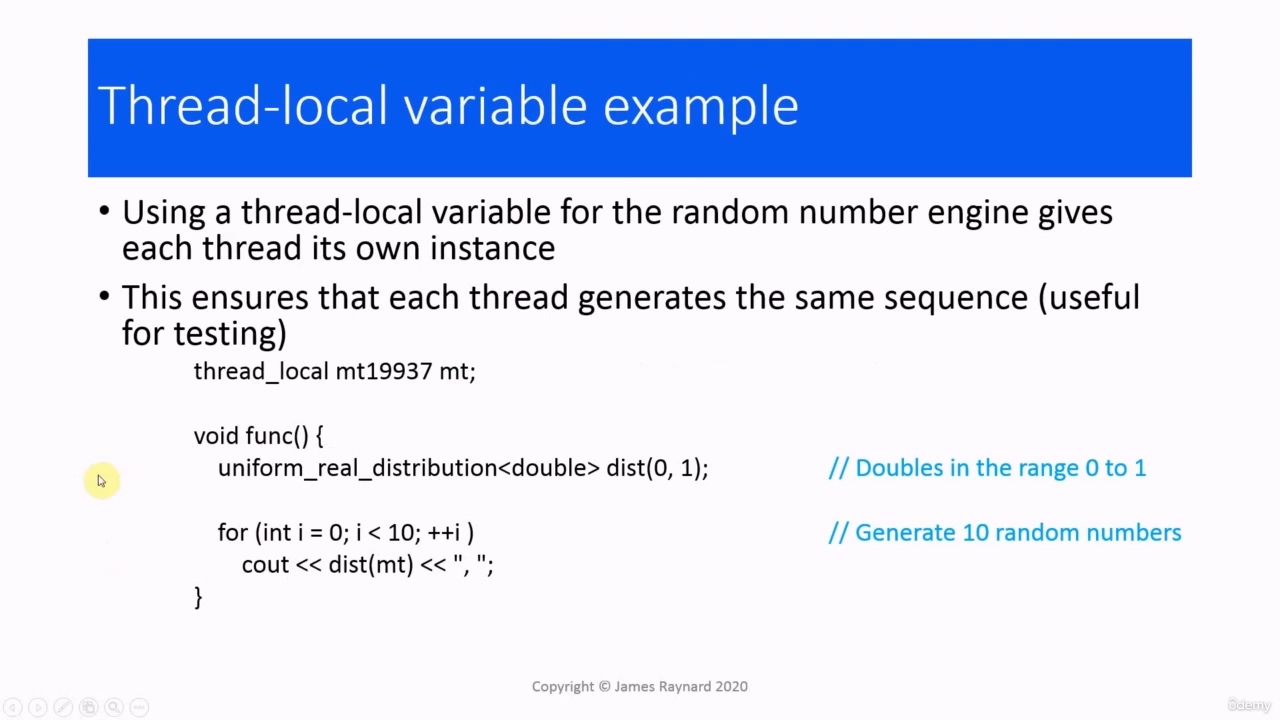 Thread-local variable example
• Using a thread-local variable for the random number engine gives
each thread its own instance
• This ensures that each thread generates the same sequence (useful
for testing)
thread_local mt19937 mt;
void func() {
uniform_real_distribution<double> dist(0, 1); // Doubles in the range 0 to 1
for (int i = 0; i < 10; ++i ) // Generate 10 random numbers
cout << dist(mt) << ", ";
}
Copyright © James Raynard 2020
ûdemy